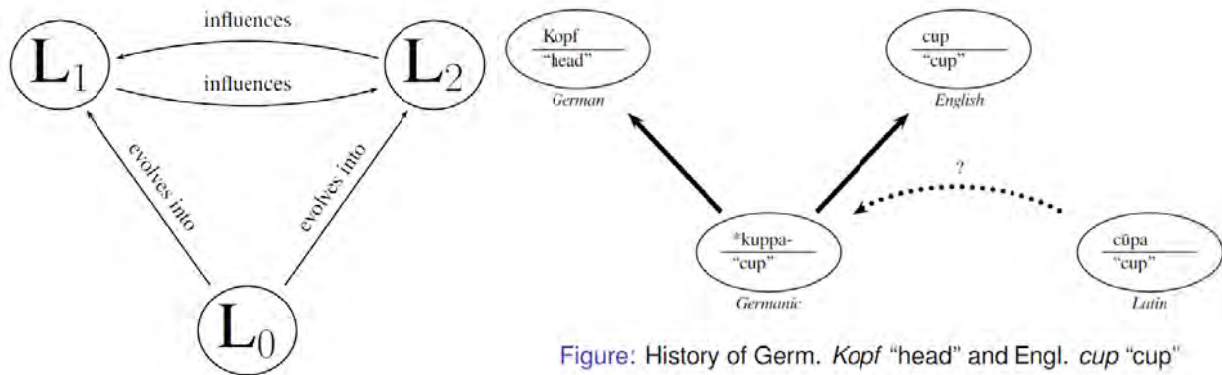 influences
L1
L2
influences
evolves into
evolves into
L0
Kopf
"head"
German
cup
"cup"
English
?
*kuppa-
"cup"
Germanic
cūpa
"cup"
Latin
Figure: History of Germ. Kopf "head" and Engl. cup "cup"